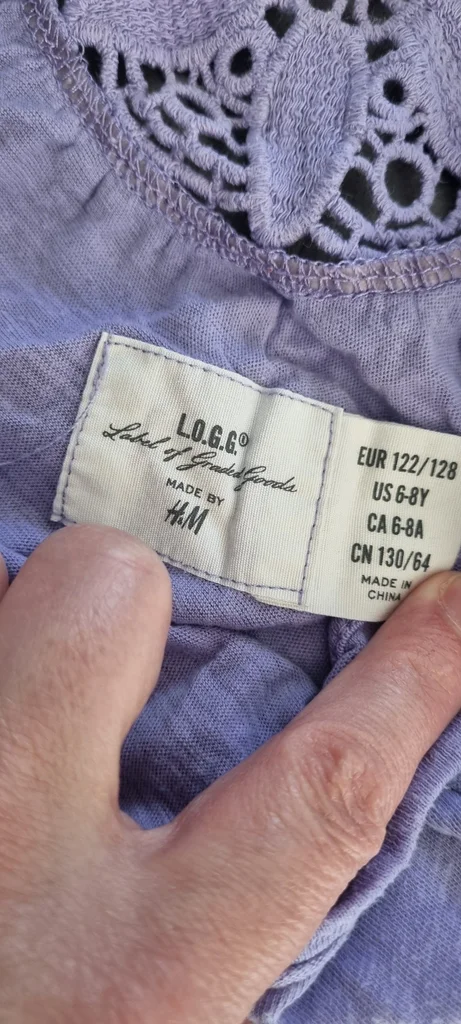 L.O.G.G.®
Label of Graded Goods
MADE BY
H&M
EUR 122/128
US 6-8Y
CA 6-8A
CN 130/64
MADE IN
CHINA